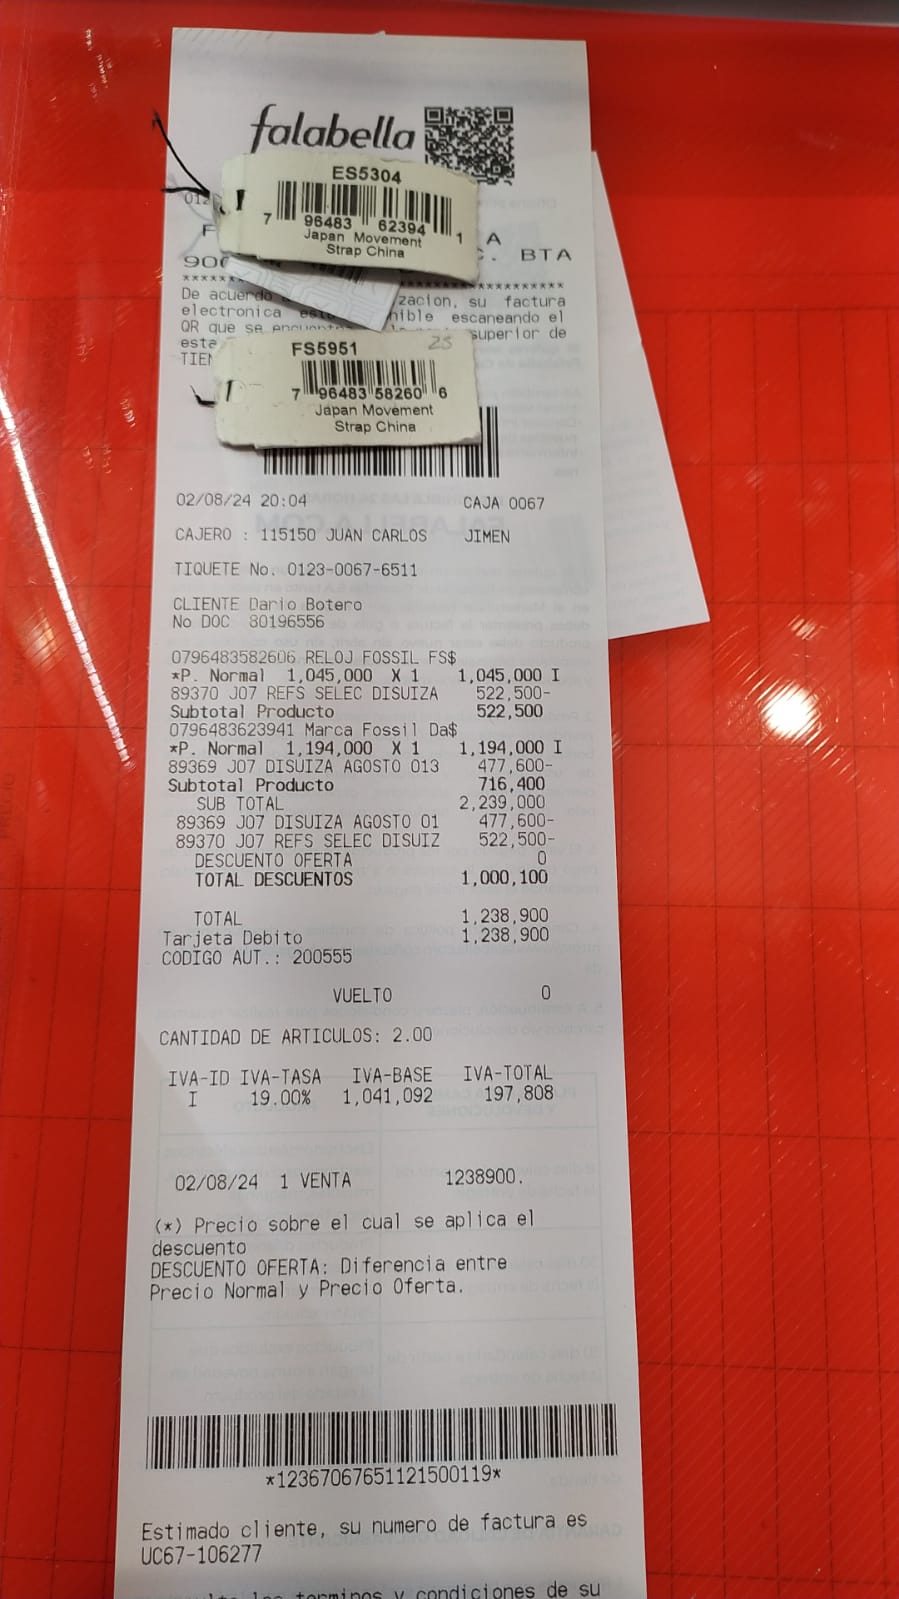 falabella
ES5304
7 96483 62394 1
Japan Movement
Strap China
012
F A
900 C. BTA
******************
De acuerdo zacion, su factura
electronica nible escaneando el
QR que se superior de
esta
TIEN
FS5951 25
7 96483 58260 6
Japan Movement
Strap China
02/08/24 20:04 CAJA 0067
CAJERO : 115150 JUAN CARLOS JIMEN
TIQUETE No. 0123-0067-6511
CLIENTE Dario Botero
No DOC 80196556
0796483582606 RELOJ FOSSIL FS$
*P. Normal 1,045,000 X 1 1,045,000 I
89370 J07 REFS SELEC DISUIZA 522,500-
Subtotal Producto 522,500
0796483623941 Marca Fossil Da$
*P. Normal 1,194,000 X 1 1,194,000 I
89369 J07 DISUIZA AGOSTO 013 477,600-
Subtotal Producto 716,400
SUB TOTAL 2,239,000
89369 J07 DISUIZA AGOSTO 01 477,600-
89370 J07 REFS SELEC DISUIZ 522,500-
DESCUENTO OFERTA 0
TOTAL DESCUENTOS 1,000,100
TOTAL 1,238,900
Tarjeta Debito 1,238,900
CODIGO AUT.: 200555
VUELTO 0
CANTIDAD DE ARTICULOS: 2.00
IVA-ID IVA-TASA IVA-BASE IVA-TOTAL
I 19.00% 1,041,092 197,808
02/08/24 1 VENTA 1238900.
(*) Precio sobre el cual se aplica el
descuento
DESCUENTO OFERTA: Diferencia entre
Precio Normal y Precio Oferta.
*12367067651121500119*
Estimado cliente, su numero de factura es
UC67-106277
los terminos y condiciones de su